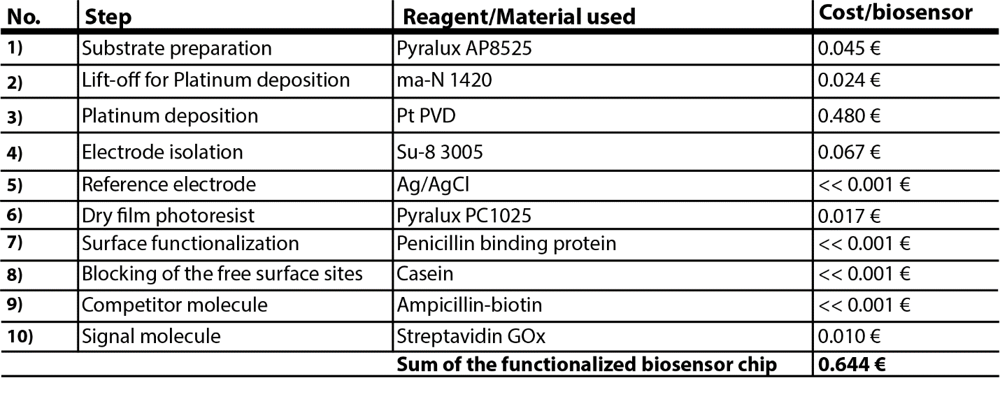 No. Step Reagent/Material used Cost/biosensor
1) Substrate preparation Pyralux AP8525 0.045 €
2) Lift-off for Platinum deposition ma-N 1420 0.024 €
3) Platinum deposition Pt PVD 0.480 €
4) Electrode isolation Su-8 3005 0.067 €
5) Reference electrode Ag/AgCl << 0.001 €
6) Dry film photoresist Pyralux PC1025 0.017 €
7) Surface functionalization Penicillin binding protein << 0.001 €
8) Blocking of the free surface sites Casein << 0.001 €
9) Competitor molecule Ampicillin-biotin << 0.001 €
10) Signal molecule Streptavidin GOx 0.010 €
Sum of the functionalized biosensor chip 0.644 €